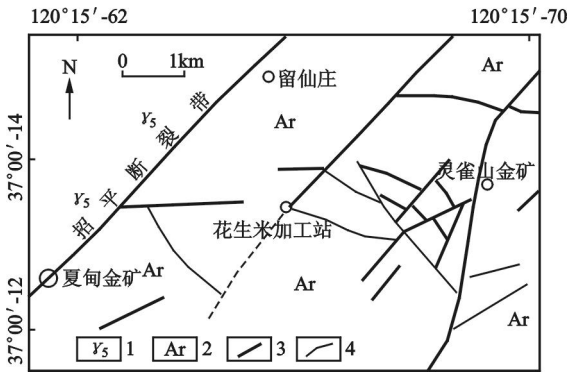 120°15′-62
120°15′-70
37°00′-14
37°00′-12
N
0
1km
留仙庄
Ar
Ar
γ5
招平断裂带
γ5
灵雀山金矿
花生米加工站
夏甸金矿
Ar
Ar
Ar
γ5 1
Ar 2
3
4